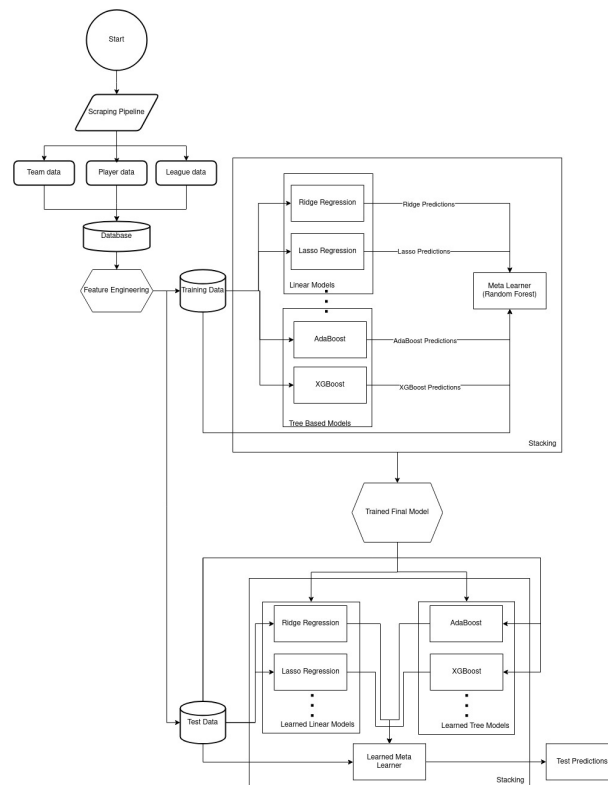 Start
Scraping Pipeline
Team data
Player data
League data
Database
Feature Engineering
Training Data
Ridge Regression
Ridge Predictions
Lasso Regression
Lasso Predictions
Linear Models
Meta Learner
(Random Forest)
AdaBoost
AdaBoost Predictions
XGBoost
XGBoost Predictions
Tree Based Models
Stacking
Trained Final Model
Ridge Regression
AdaBoost
Lasso Regression
XGBoost
Test Data
Learned Linear Models
Learned Tree Models
Learned Meta
Learner
Test Predictions
Stacking